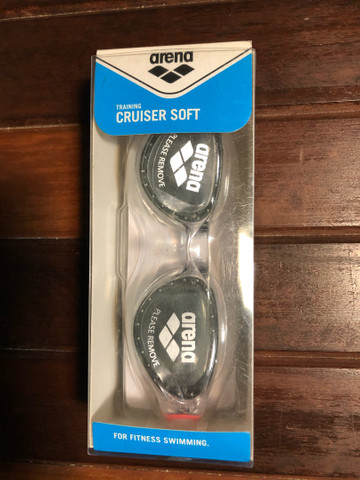 arena
TRAINING
CRUISER SOFT
arena
PLEASE REMOVE
arena
PLEASE REMOVE
FOR FITNESS SWIMMING.